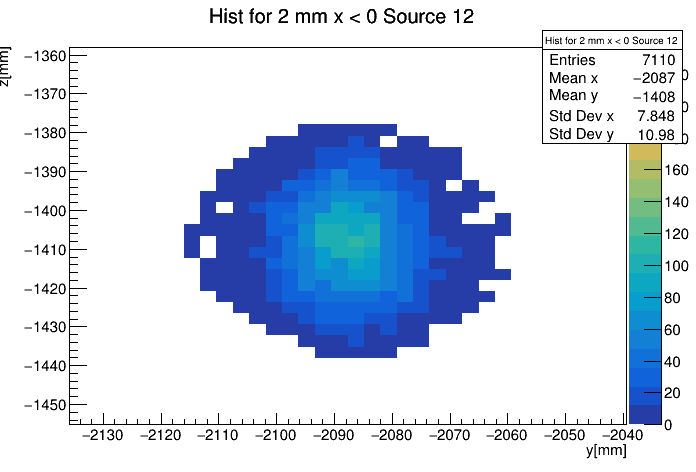 Hist for 2 mm x < 0 Source 12
Hist for 2 mm x < 0 Source 12
Entries 7110
Mean x −2087
Mean y −1408
Std Dev x 7.848
Std Dev y 10.98
z[mm]
−1360
−1370
−1380
−1390
−1400
−1410
−1420
−1430
−1440
−1450
160
140
120
100
80
60
40
20
0
−2130 −2120 −2110 −2100 −2090 −2080 −2070 −2060 −2050 −2040
y[mm]